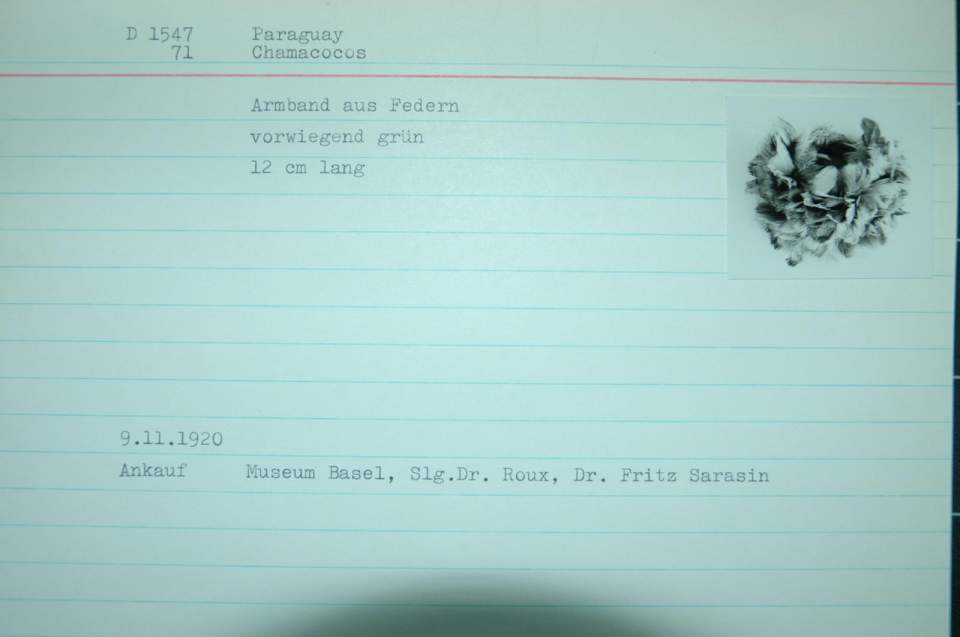 D 1547 Paraguay
71 Chamacocos
Armband aus Federn
vorwiegend grün
12 cm lang
9.11.1920
Ankauf Museum Basel, Slg.Dr. Roux, Dr. Fritz Sarasin